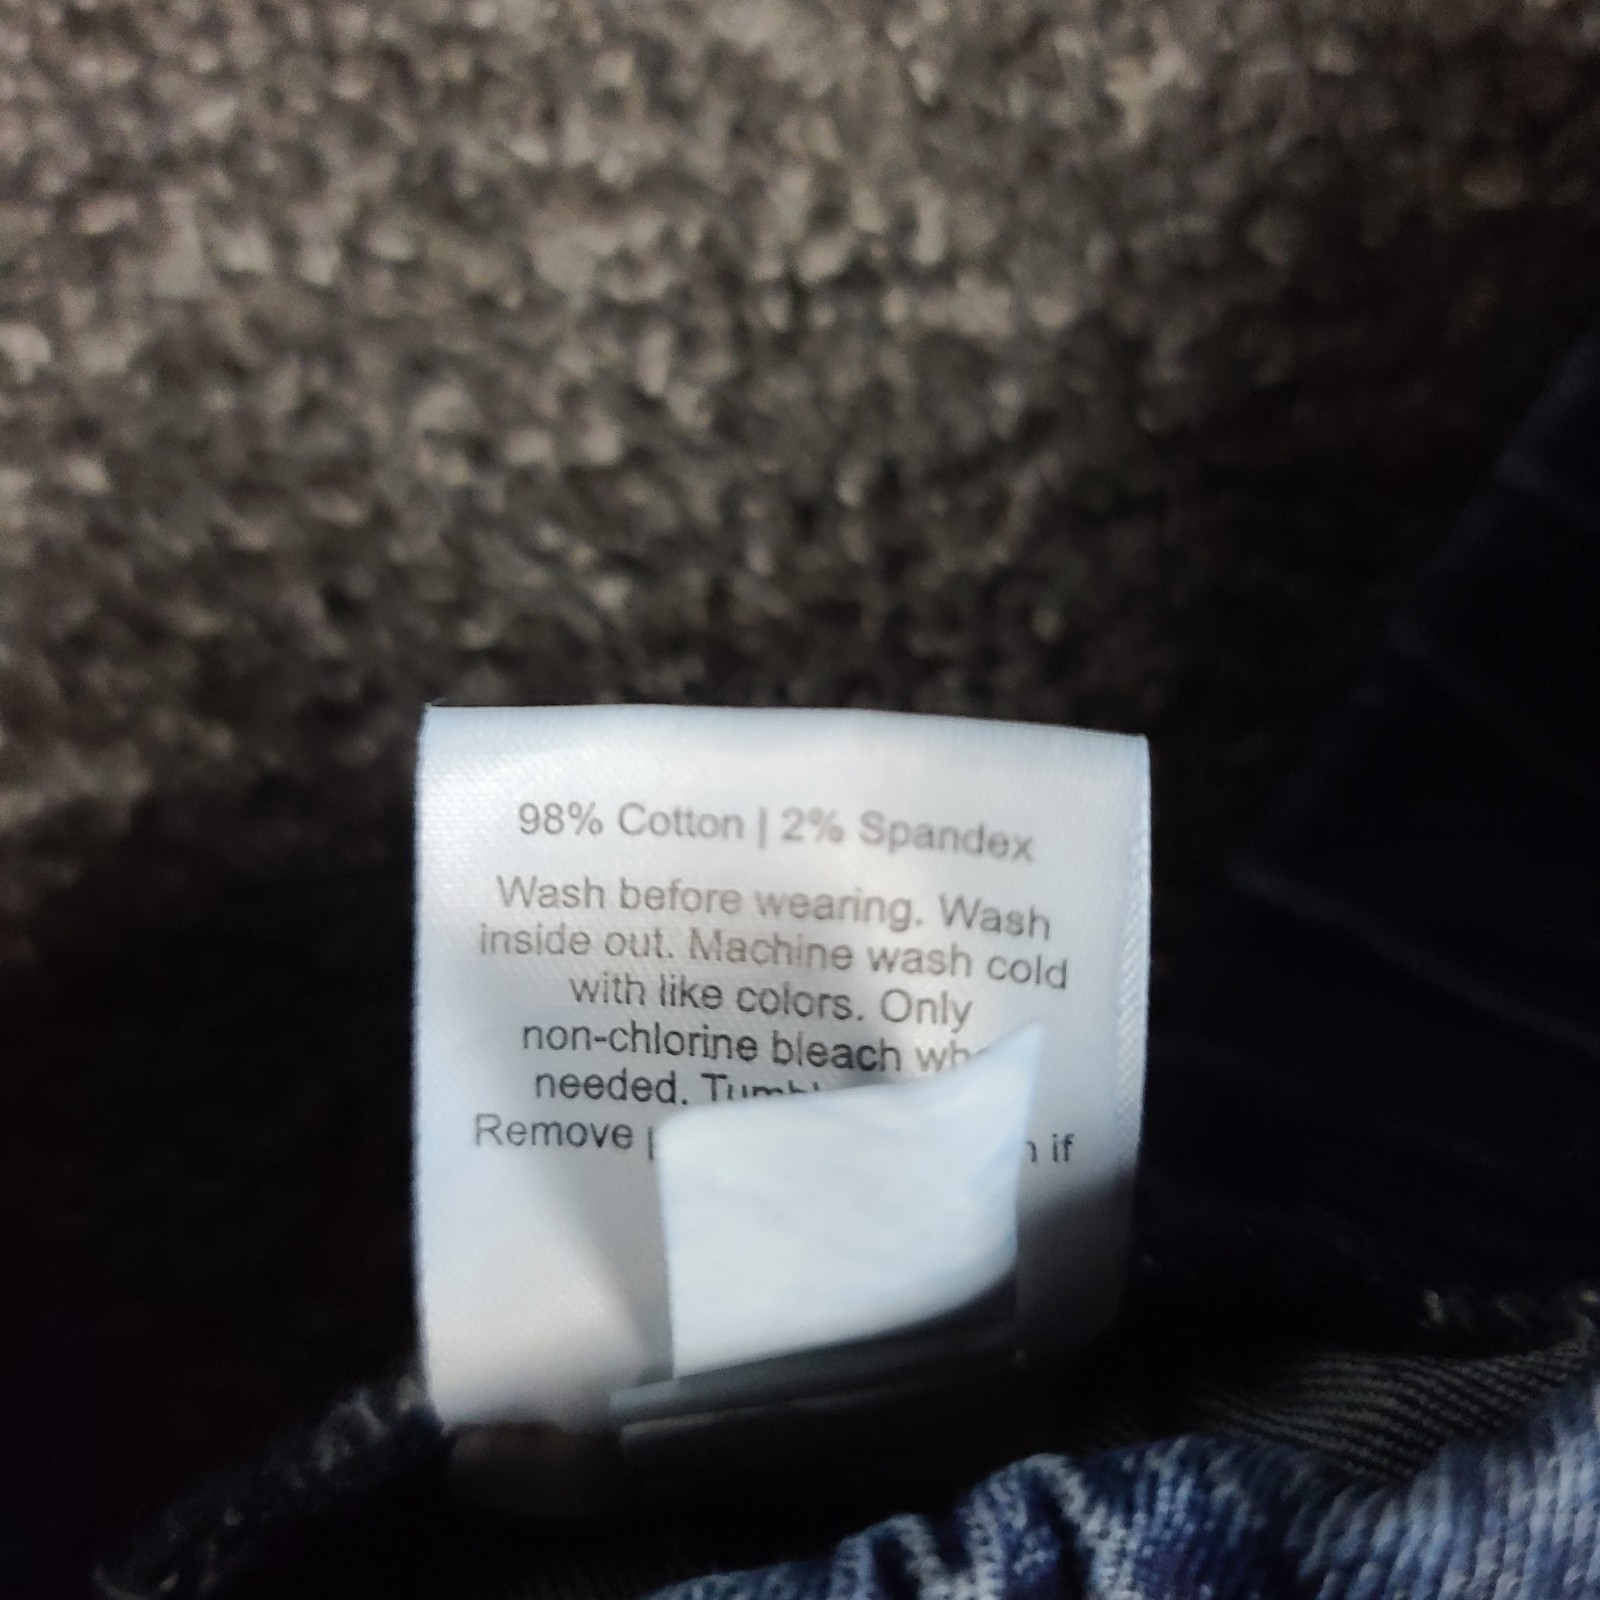 98% Cotton | 2% Spandex
Wash before wearing. Wash
inside out. Machine wash cold
with like colors. Only
non-chlorine bleach
needed.
Remove if